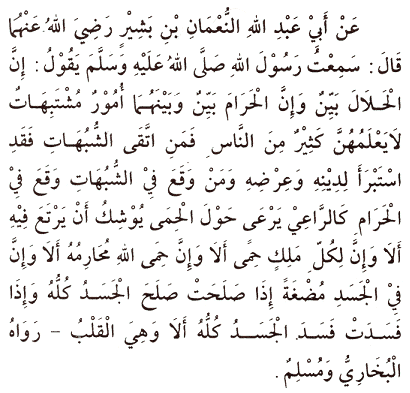 عَنْ أَبِيْ عَبْدِ اللهِ النُّعْمَانِ بْنِ بَشِيْرٍ رَضِيَ اللهُ عَنْهُمَا
قَالَ: سَمِعْتُ رَسُوْلَ اللهِ صَلَّى اللهُ عَلَيْهِ وَسَلَّمَ يَقُوْلُ: إِنَّ
الْحَلَالَ بَيِّنٌ وَإِنَّ الْحَرَامَ بَيِّنٌ وَبَيْنَهُمَا أُمُوْرٌ مُشْتَبِهَاتٌ
لَايَعْلَمُهُنَّ كَثِيْرٌ مِنَ النَّاسِ فَمَنِ اتَّقَى الشُّبُهَاتِ فَقَدِ
اسْتَبْرَأَ لِدِيْنِهِ وَعِرْضِهِ وَمَنْ وَقَعَ فِيْ الشُّبُهَاتِ وَقَعَ فِيْ
الْحَرَامِ كَالرَّاعِيْ يَرْعَى حَوْلَ الْحِمَى يُوْشِكُ أَنْ يَرْتَعَ فِيْهِ
أَلَا وَإِنَّ لِكُلِّ مَلِكٍ حِمًى أَلَا وَإِنَّ حِمَى اللهِ مَحَارِمُهُ أَلَا وَإِنَّ
فِيْ الْجَسَدِ مُضْغَةً إِذَا صَلَحَتْ صَلَحَ الْجَسَدُ كُلُّهُ وَإِذَا
فَسَدَتْ فَسَدَ الْجَسَدُ كُلُّهُ أَلَا وَهِيَ الْقَلْبُ – رَوَاهُ
الْبُخَارِيُّ وَمُسْلِمٌ.